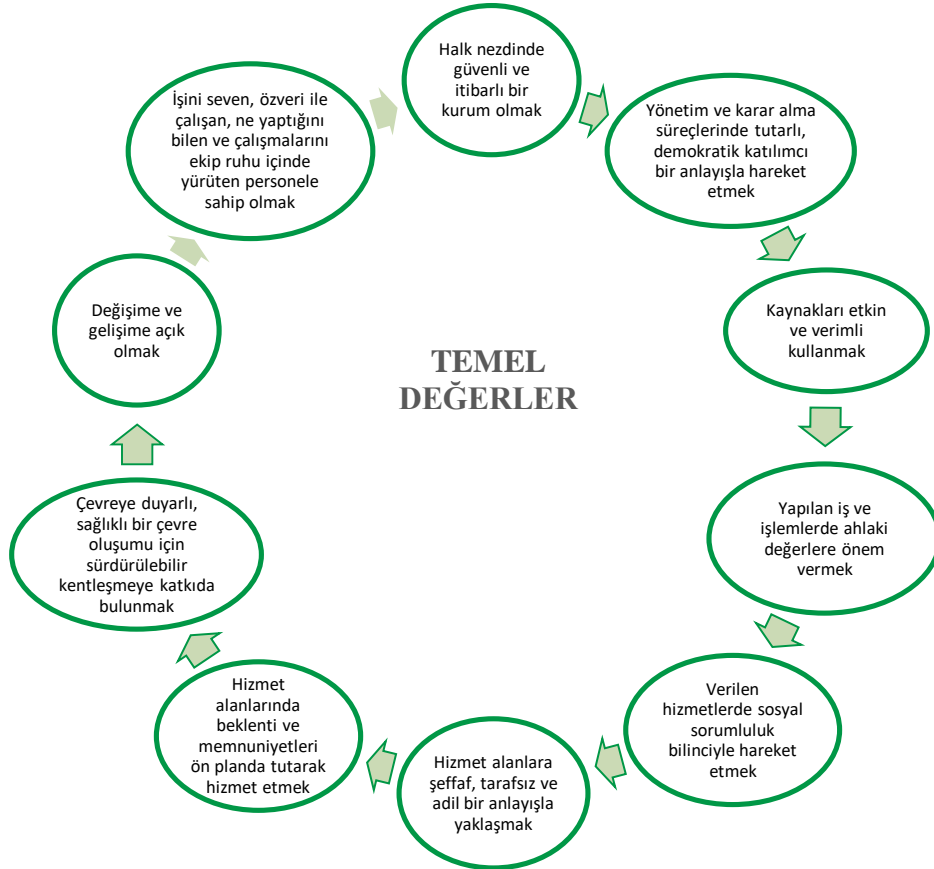 Halk nezdinde
güvenli ve
itibarlı bir
kurum olmak
Yönetim ve karar alma
süreçlerinde tutarlı,
demokratik katılımcı
bir anlayışla hareket
etmek
Kaynakları etkin
ve verimli
kullanmak
Yapılan iş ve
işlemlerde ahlaki
değerlere önem
vermek
Verilen
hizmetlerde sosyal
sorumluluk
bilinciyle hareket
etmek
Hizmet alanlara
şeffaf, tarafsız ve
adil bir anlayışla
yaklaşmak
Hizmet
alanlarında
beklenti ve
memnuniyetleri
ön planda tutarak
hizmet etmek
Çevreye duyarlı,
sağlıklı bir çevre
oluşumu için
sürdürülebilir
kentleşmeye katkıda
bulunmak
Değişime ve
gelişime açık
olmak
İşini seven, özveri ile
çalışan, ne yaptığını
bilen ve çalışmalarını
ekip ruhu içinde
yürüten personele
sahip olmak
TEMEL
DEĞERLER